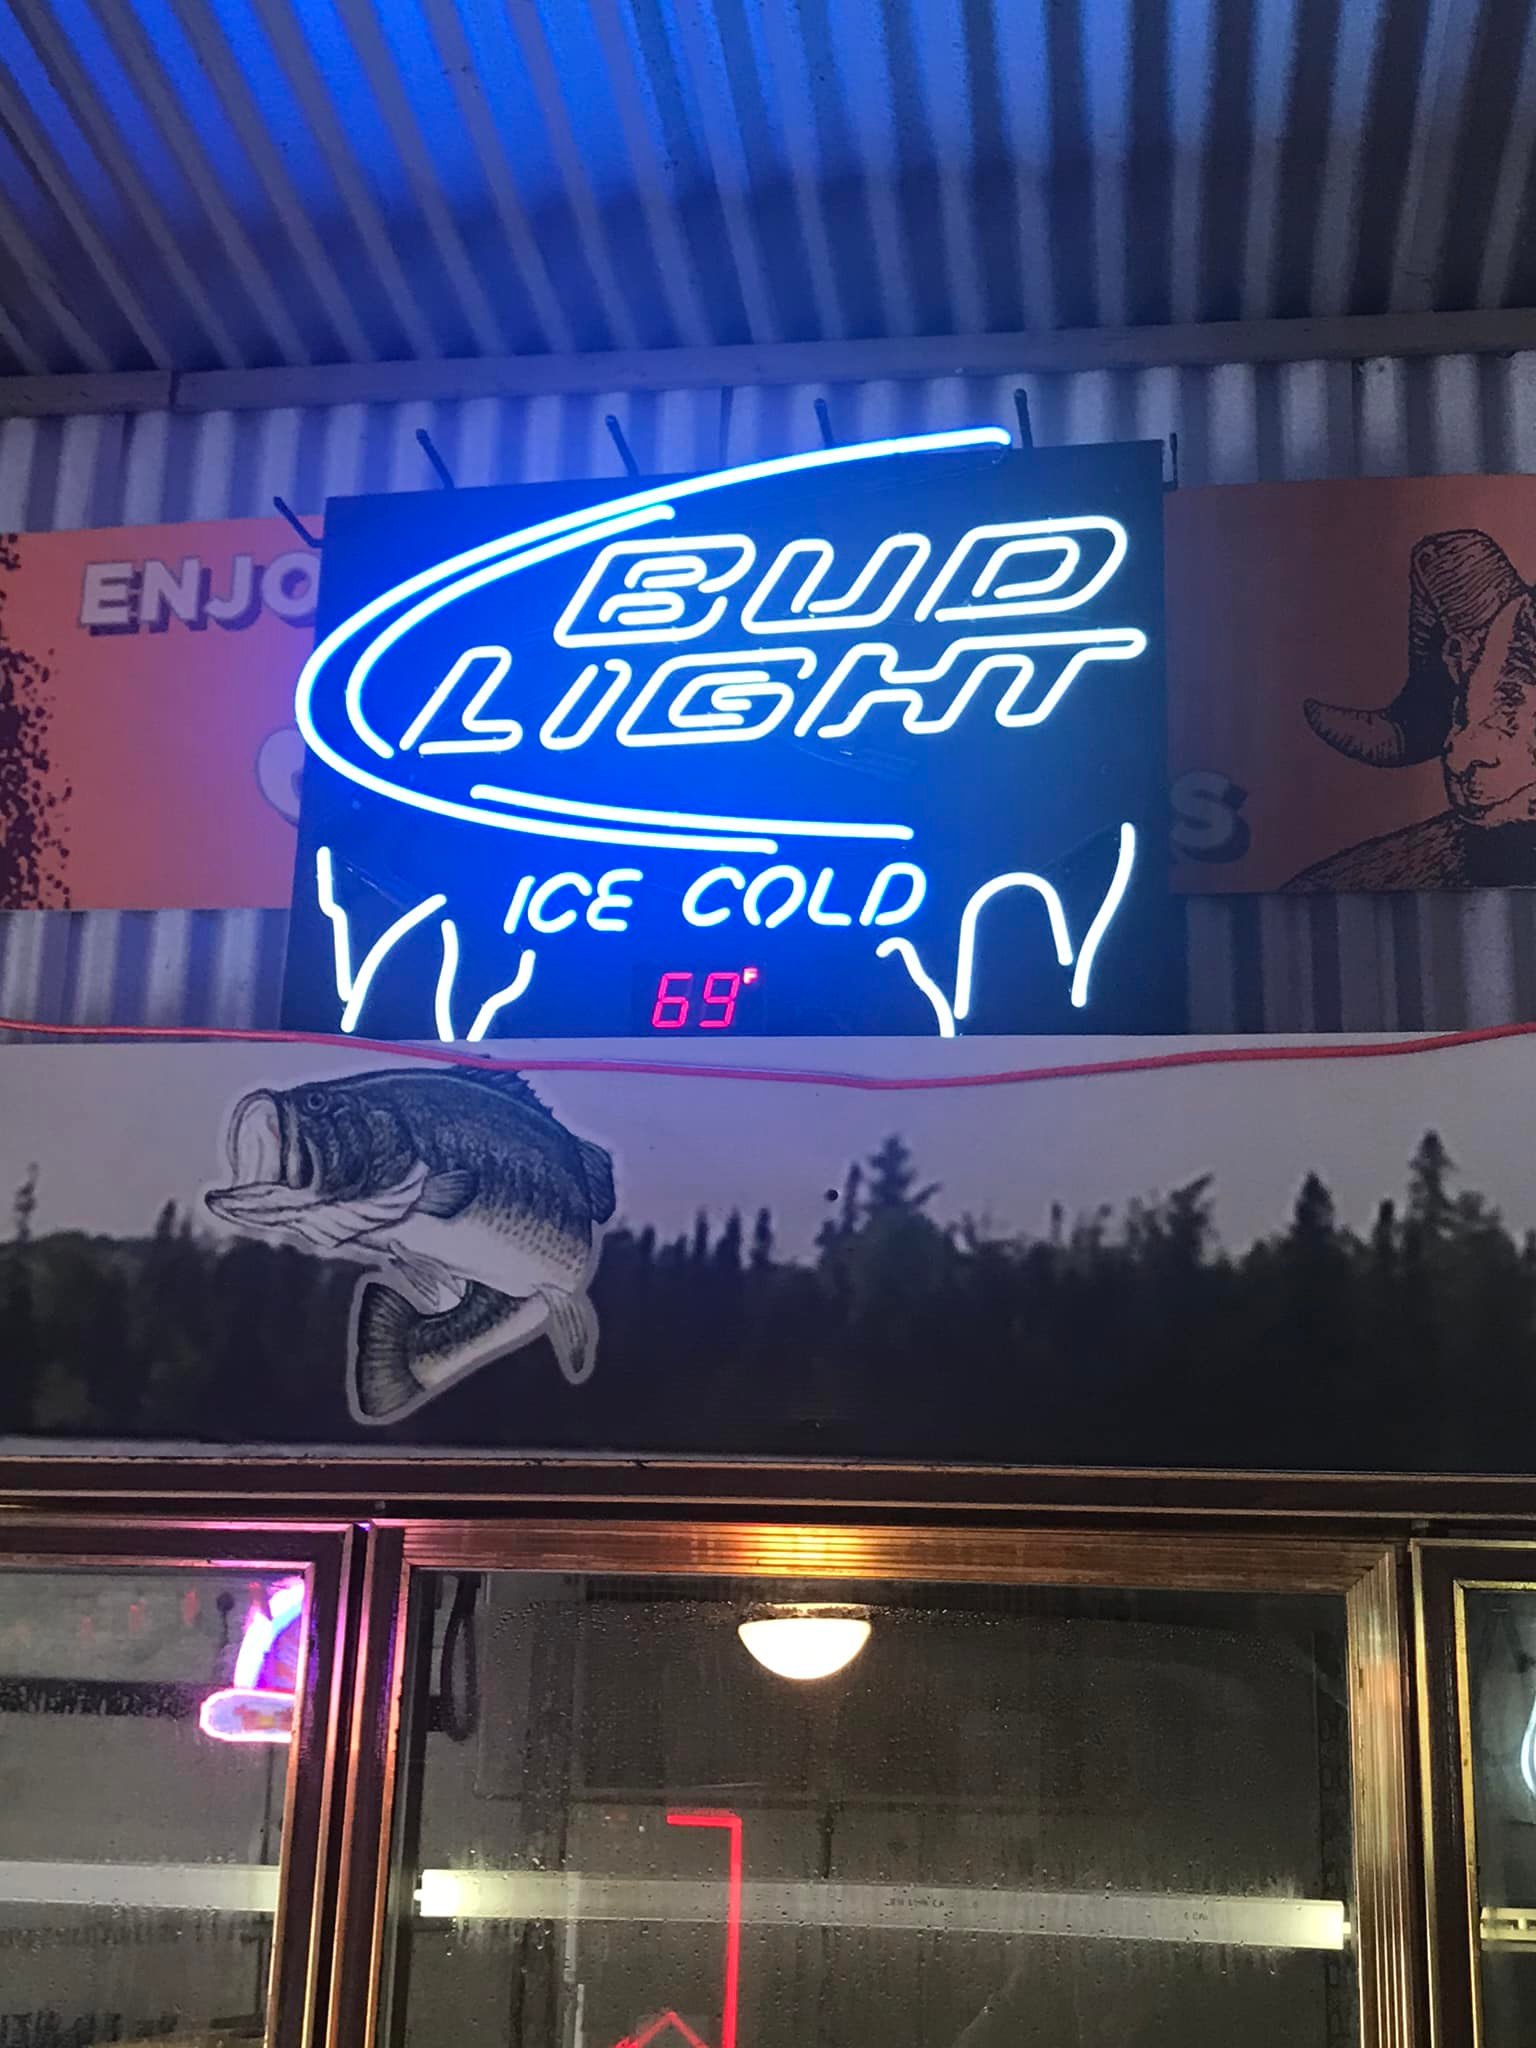 ENJO
BUD
LIGHT
S
ICE COLD
69°F